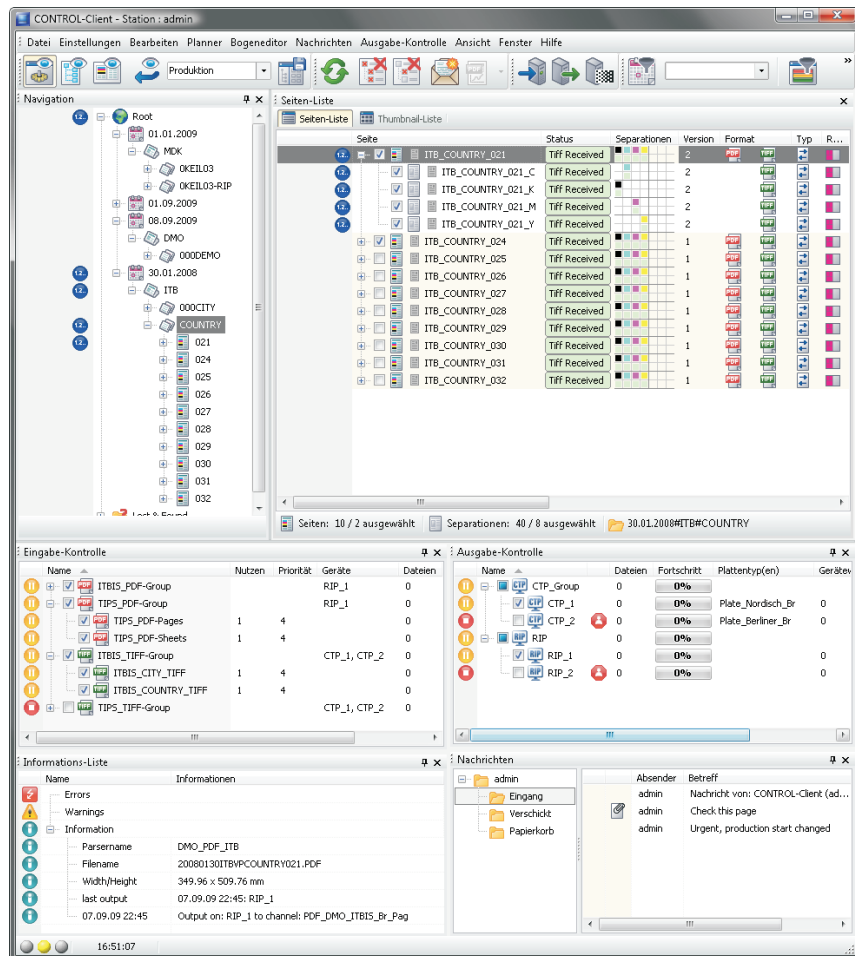 CONTROL-Client - Station : admin
Datei Einstellungen Bearbeiten Planner Bogeneditor Nachrichten Ausgabe-Kontrolle Ansicht Fenster Hilfe
Produktion
Navigation
Root
01.01.2009
MDK
OKEIL03
OKEIL03-RIP
01.09.2009
08.09.2009
DMO
000DEMO
30.01.2008
ITB
000CITY
COUNTRY
021
024
025
026
027
028
029
030
031
032
Lost & Found
Seiten-Liste
Seiten-Liste Thumbnail-Liste
Seite Status Separationen Version Format Typ R...
ITB_COUNTRY_021 Tiff Received 2
ITB_COUNTRY_021_C Tiff Received 2
ITB_COUNTRY_021_K Tiff Received 2
ITB_COUNTRY_021_M Tiff Received 2
ITB_COUNTRY_021_Y Tiff Received 2
ITB_COUNTRY_024 Tiff Received 1
ITB_COUNTRY_025 Tiff Received 1
ITB_COUNTRY_026 Tiff Received 1
ITB_COUNTRY_027 Tiff Received 1
ITB_COUNTRY_028 Tiff Received 1
ITB_COUNTRY_029 Tiff Received 1
ITB_COUNTRY_030 Tiff Received 1
ITB_COUNTRY_031 Tiff Received 1
ITB_COUNTRY_032 Tiff Received 1
Seiten: 10 / 2 ausgewählt Separationen: 40 / 8 ausgewählt 30.01.2008#ITB#COUNTRY
Eingabe-Kontrolle
Name Nutzen Priorität Geräte Dateien
ITBIS_PDF-Group RIP_1 0
TIPS_PDF-Group RIP_1 0
TIPS_PDF-Pages 1 4 0
TIPS_PDF-Sheets 1 4 0
ITBIS_TIFF-Group CTP_1, CTP_2 0
ITBIS_CITY_TIFF 1 4 0
ITBIS_COUNTRY_TIFF 1 4 0
TIPS_TIFF-Group CTP_1, CTP_2 0
Ausgabe-Kontrolle
Name Dateien Fortschritt Plattentyp(en) Gerätew
CTP_Group 0 0%
CTP_1 0 0% Plate_Nordisch_Br 0
CTP_2 0 0% Plate_Berliner_Br 0
RIP 0 0%
RIP_1 0 0% 0
RIP_2 0 0% 0
Informations-Liste
Name Informationen
Errors
Warnings
Information
Parsername DMO_PDF_ITB
Filename 20080130ITBVPCOUNTRY021.PDF
Width/Height 349.96 x 509.76 mm
last output 07.09.09 22:45: RIP_1
07.09.09 22:45 Output on: RIP_1 to channel: PDF_DMO_ITBIS_Br_Pag
Nachrichten
admin
Eingang
Verschickt
Papierkorb
Absender Betreff
admin Nachricht von: CONTROL-Client (ad...
admin Check this page
admin Urgent, production start changed
16:51:07